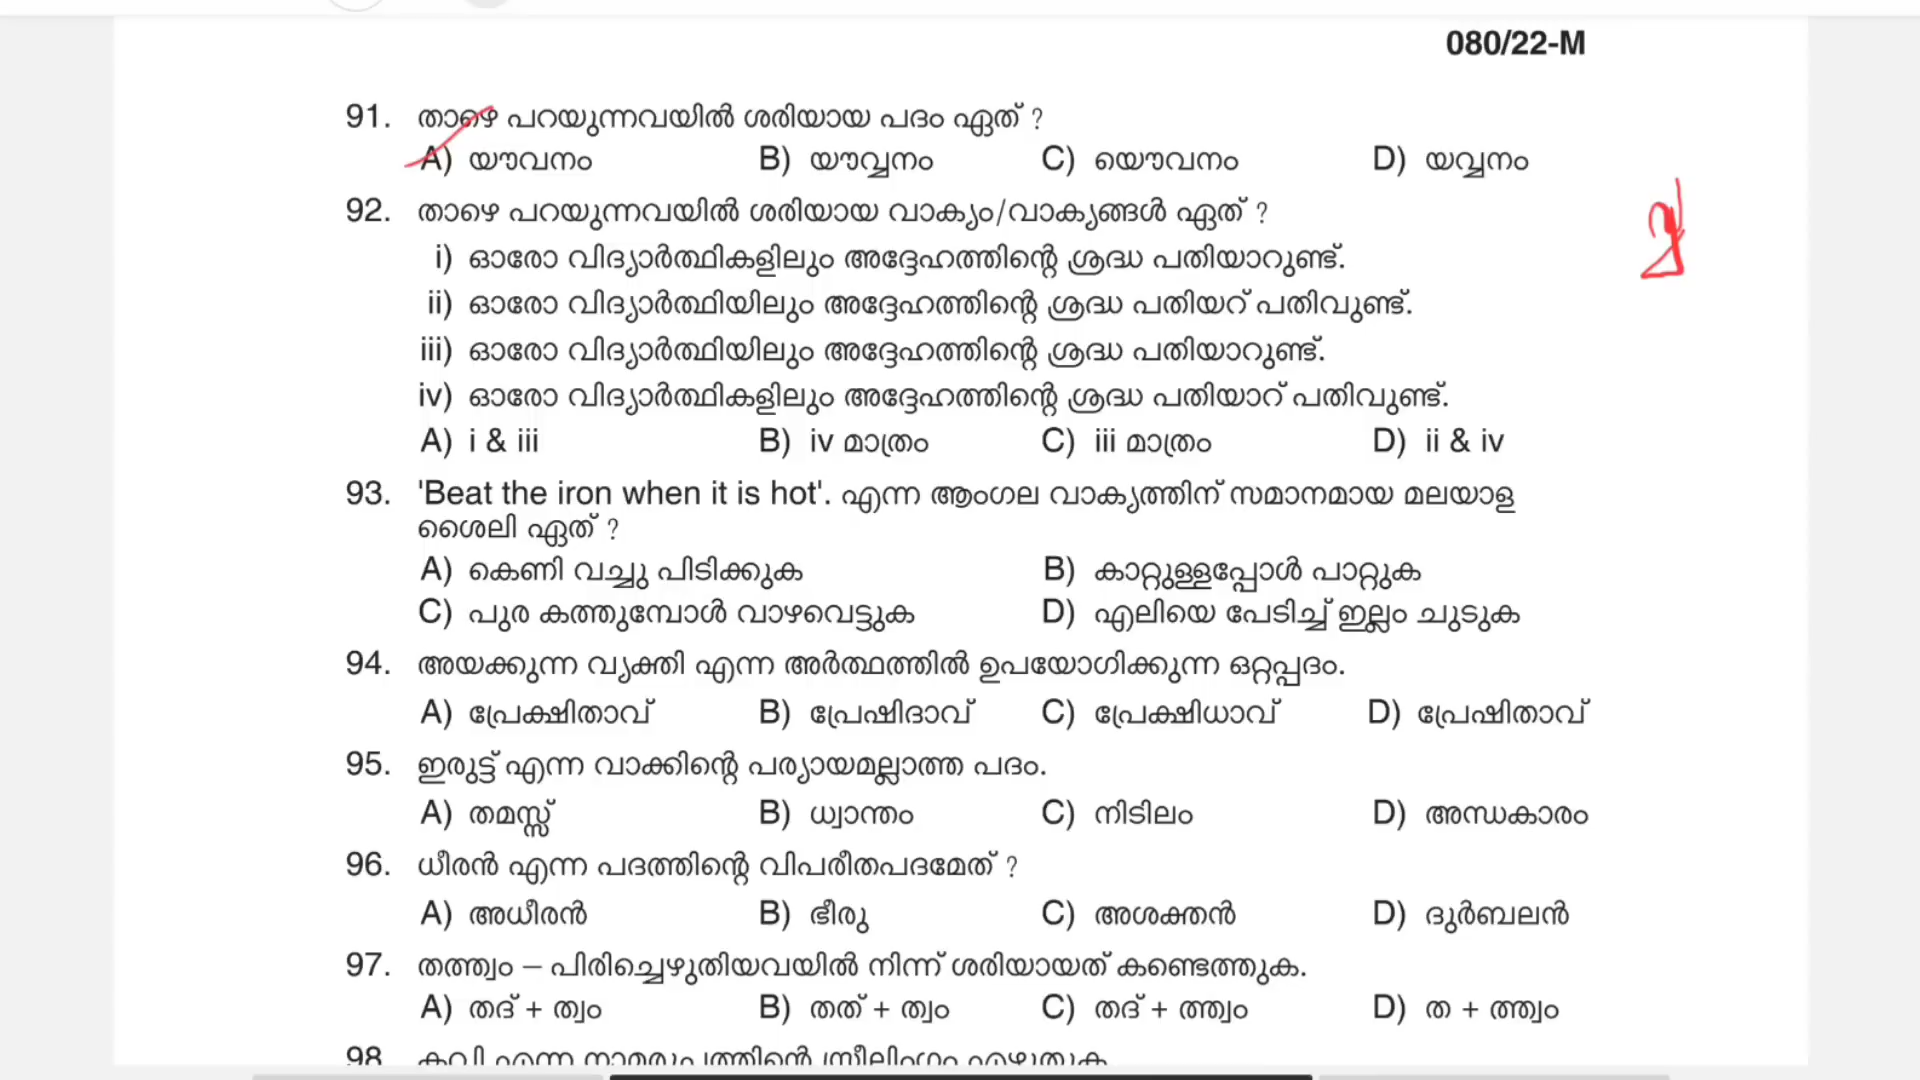 080/22-M
91. താഴെ പറയുന്നവയിൽ ശരിയായ പദം ഏത് ?
A) യൗവനം B) യൗവ്വനം C) യൌവനം D) യവ്വനം
92. താഴെ പറയുന്നവയിൽ ശരിയായ വാക്യം/വാക്യങ്ങൾ ഏത് ?
i) ഓരോ വിദ്യാർത്ഥികളിലും അദ്ദേഹത്തിന്റെ ശ്രദ്ധ പതിയാറുണ്ട്.
ii) ഓരോ വിദ്യാർത്ഥിയിലും അദ്ദേഹത്തിന്റെ ശ്രദ്ധ പതിയറ് പതിവുണ്ട്.
iii) ഓരോ വിദ്യാർത്ഥിയിലും അദ്ദേഹത്തിന്റെ ശ്രദ്ധ പതിയാറുണ്ട്.
iv) ഓരോ വിദ്യാർത്ഥികളിലും അദ്ദേഹത്തിന്റെ ശ്രദ്ധ പതിയാറ് പതിവുണ്ട്.
A) i & iii B) iv മാത്രം C) iii മാത്രം D) ii & iv
93. 'Beat the iron when it is hot'. എന്ന ആംഗല വാക്യത്തിന് സമാനമായ മലയാള
ശൈലി ഏത് ?
A) കെണി വച്ചു പിടിക്കുക B) കാറ്റുള്ളപ്പോൾ പാറ്റുക
C) പുര കത്തുമ്പോൾ വാഴവെട്ടുക D) എലിയെ പേടിച്ച് ഇല്ലം ചുടുക
94. അയക്കുന്ന വ്യക്തി എന്ന അർത്ഥത്തിൽ ഉപയോഗിക്കുന്ന ഒറ്റപ്പദം.
A) പ്രേക്ഷിതാവ് B) പ്രേഷിദാവ് C) പ്രേക്ഷിധാവ് D) പ്രേഷിതാവ്
95. ഇരുട്ട് എന്ന വാക്കിന്റെ പര്യായമല്ലാത്ത പദം.
A) തമസ്സ് B) ധ്വാന്തം C) നിടിലം D) അന്ധകാരം
96. ധീരൻ എന്ന പദത്തിന്റെ വിപരീതപദമേത് ?
A) അധീരൻ B) ഭീരു C) അശക്തൻ D) ദുർബലൻ
97. തത്ത്വം – പിരിച്ചെഴുതിയവയിൽ നിന്ന് ശരിയായത് കണ്ടെത്തുക.
A) തദ് + ത്വം B) തത് + ത്വം C) തദ് + ത്ത്വം D) ത + ത്ത്വം
98. കവി എന്ന നാമരൂപത്തിന്റെ സ്ത്രീലിംഗം എഴുതുക